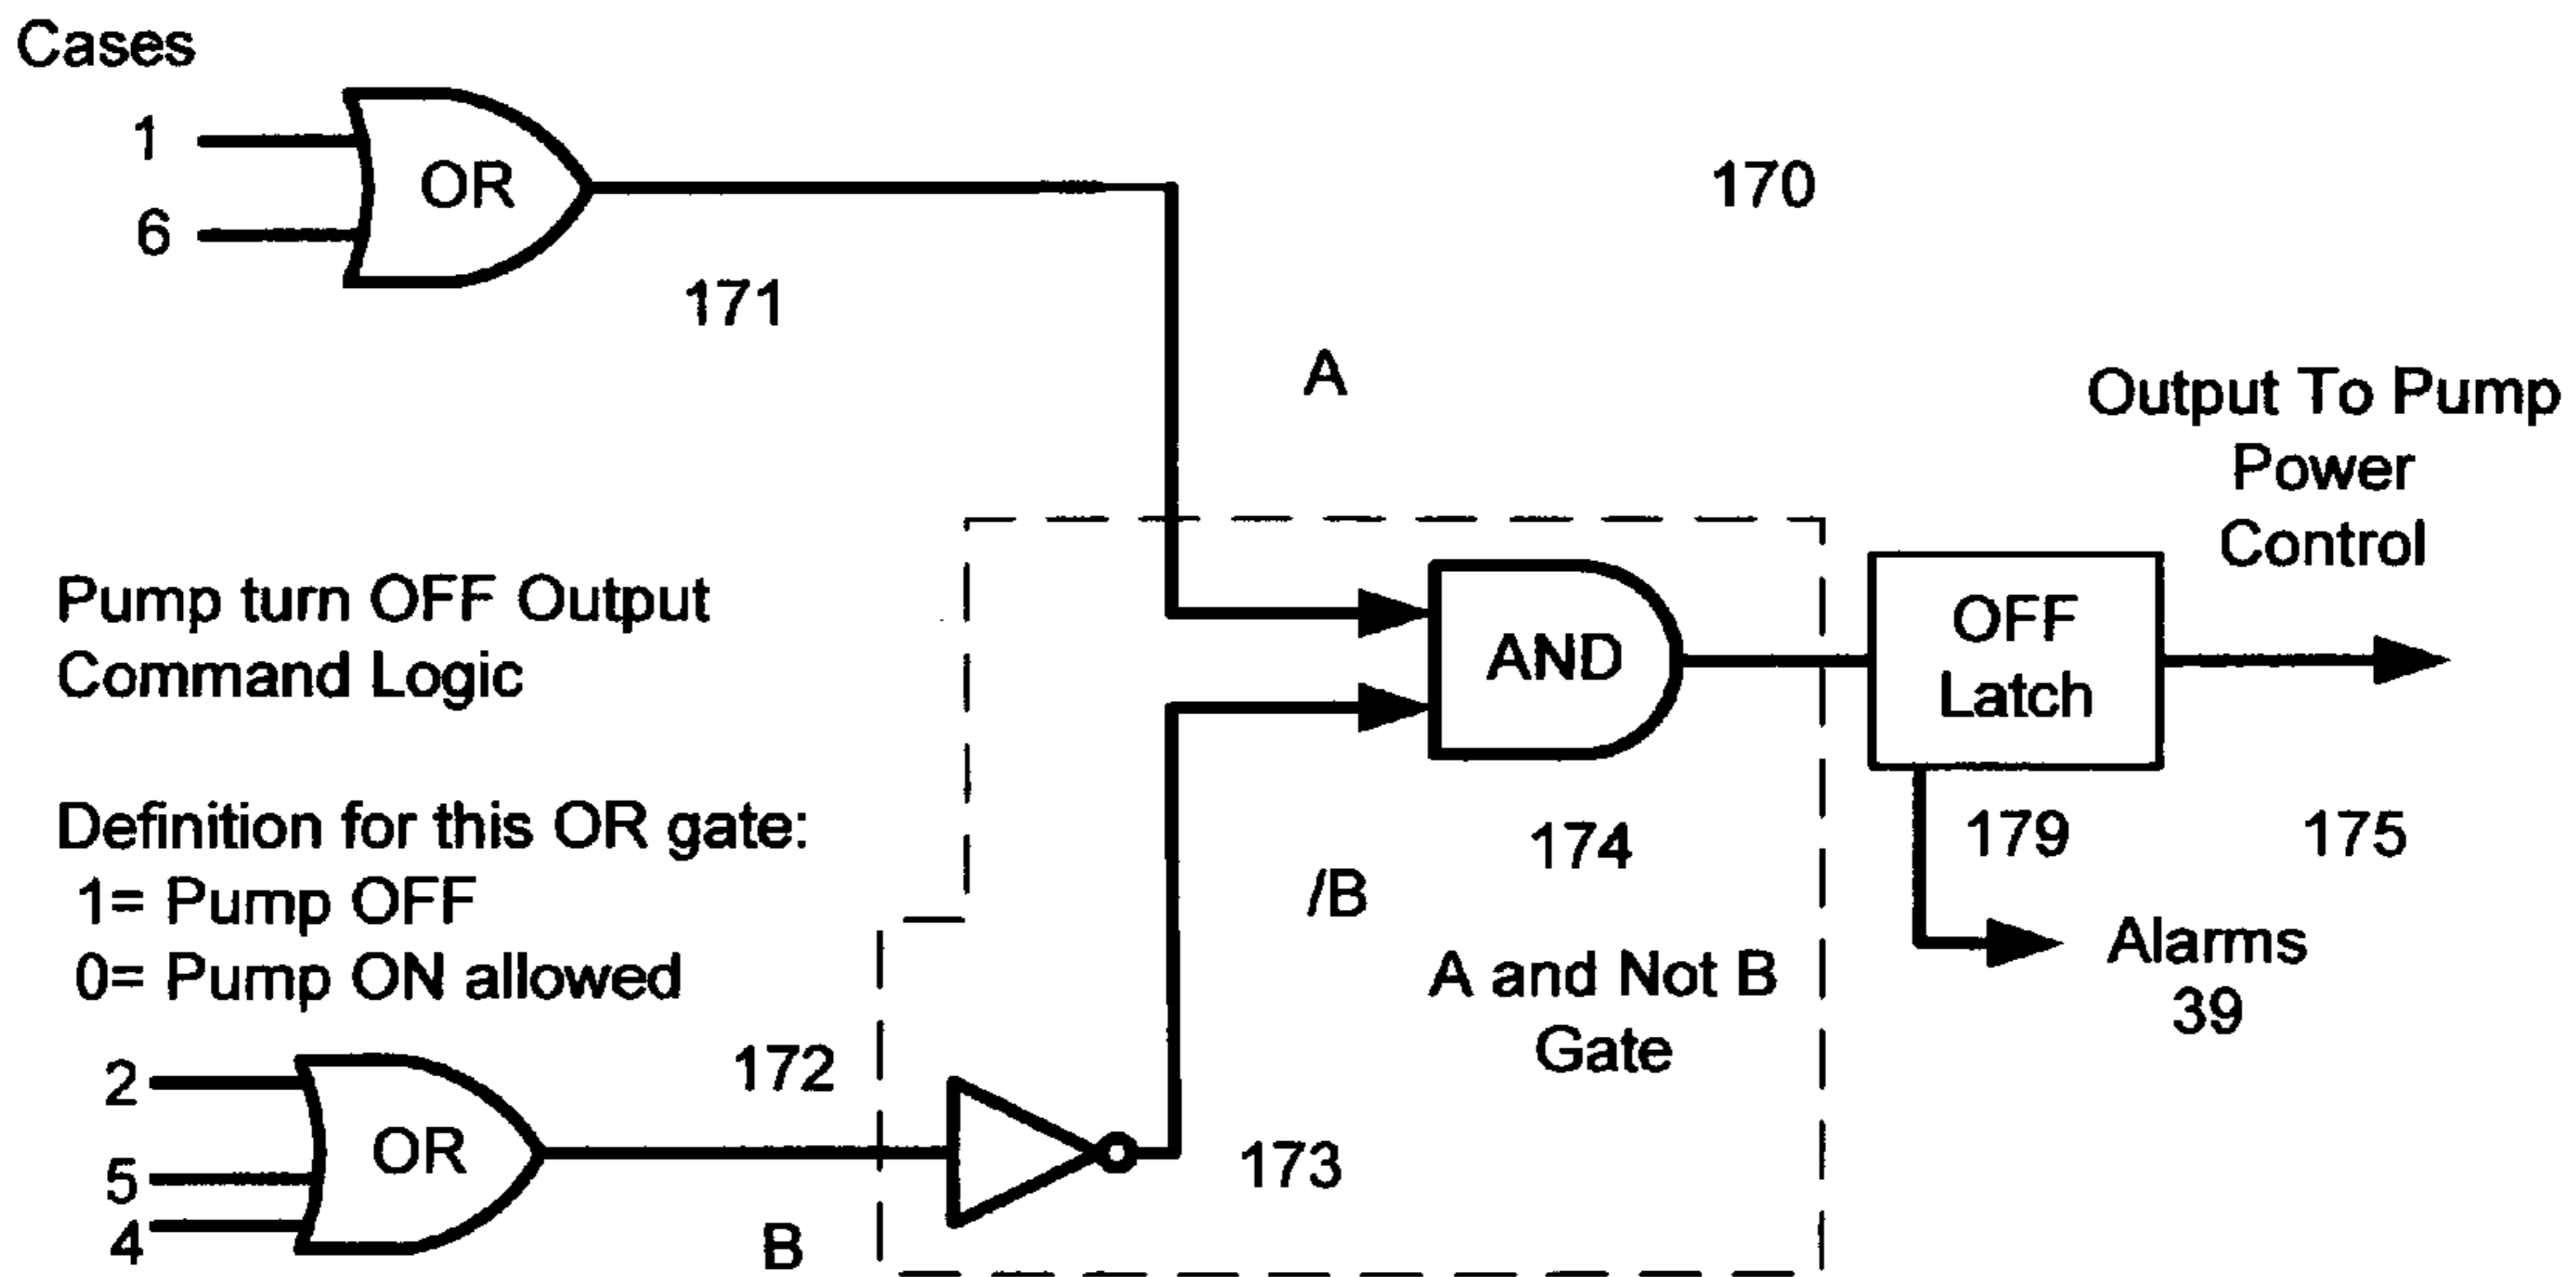 Cases
1
OR
6
170
171
A
Output To Pump
Power
Control
Pump turn OFF Output
Command Logic
AND
OFF
Latch
Definition for this OR gate:
1= Pump OFF
0= Pump ON allowed
174
179
175
/B
Alarms
39
A and Not B
Gate
172
2
OR
5
4
173
B